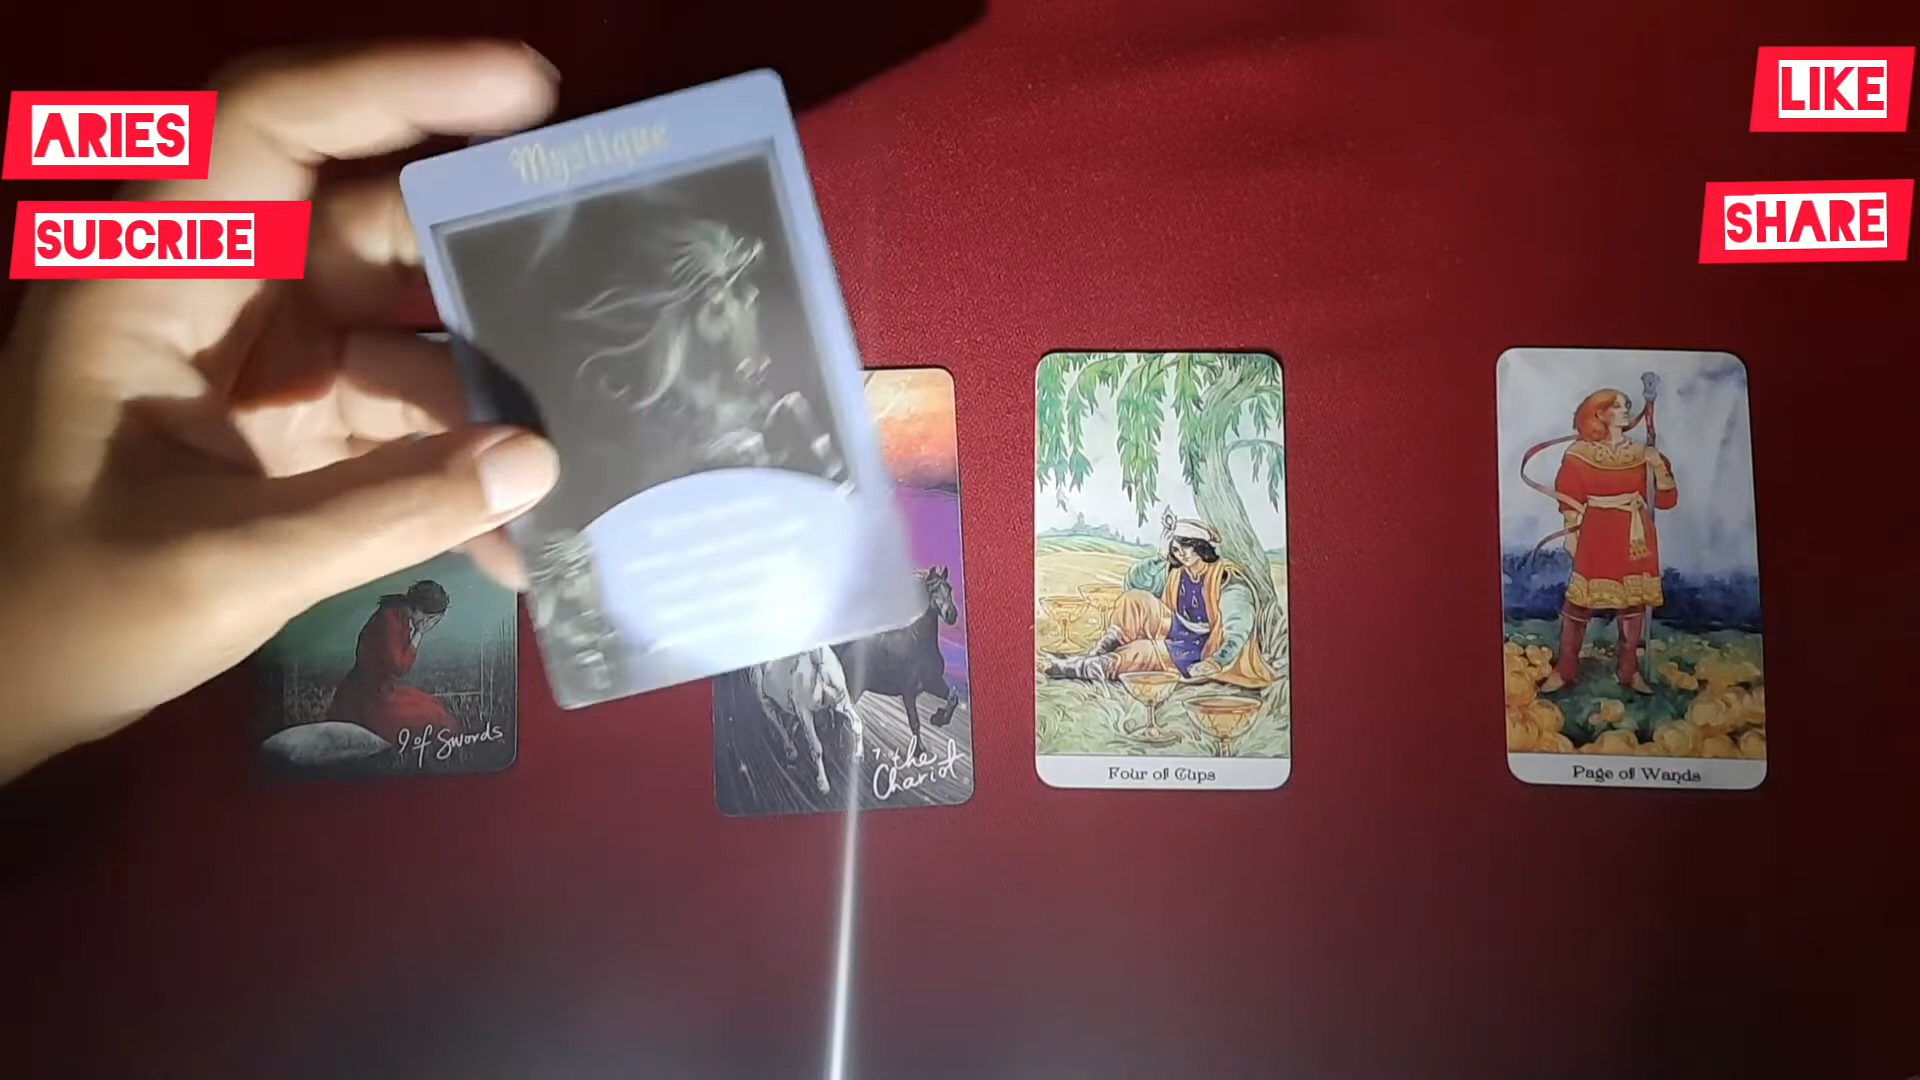 ARIES
SUBCRIBE
LIKE
SHARE
Mystique
9 of Swords
7. the
Chariot
Four of Cups
Page of Wands